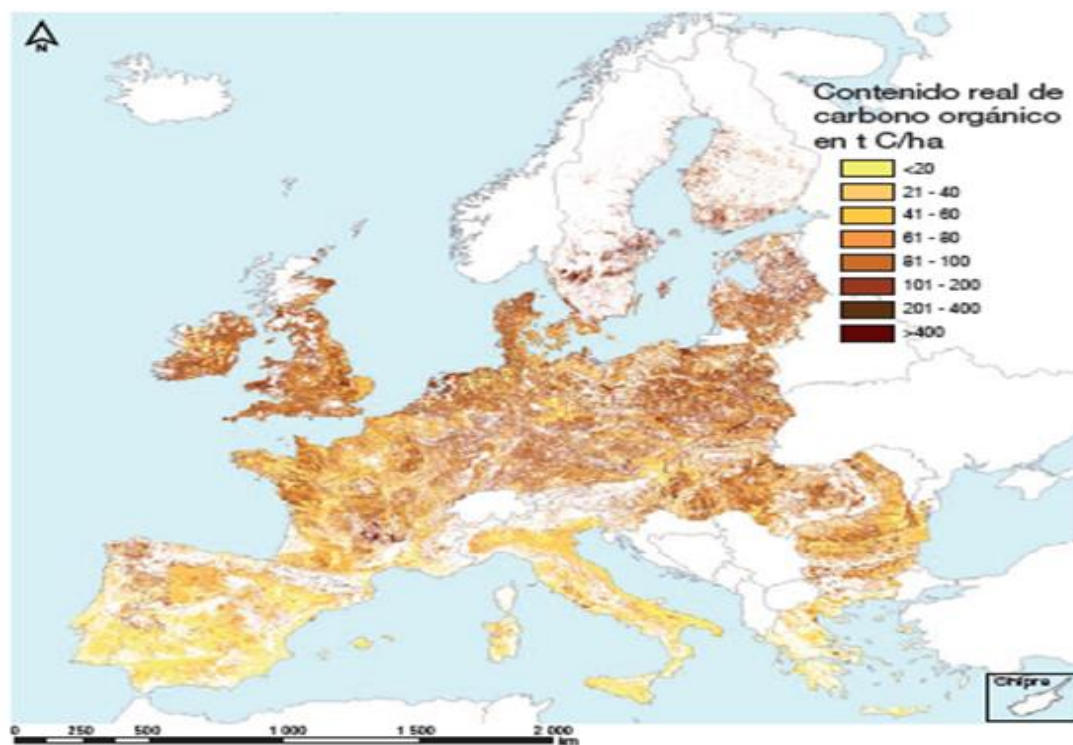 N
Contenido real de
carbono orgánico
en t C/ha
<20
21 - 40
41 - 60
61 - 80
81 - 100
101 - 200
201 - 400
>400
Chipre
0 250 500 1 000 1 500 2 000
km